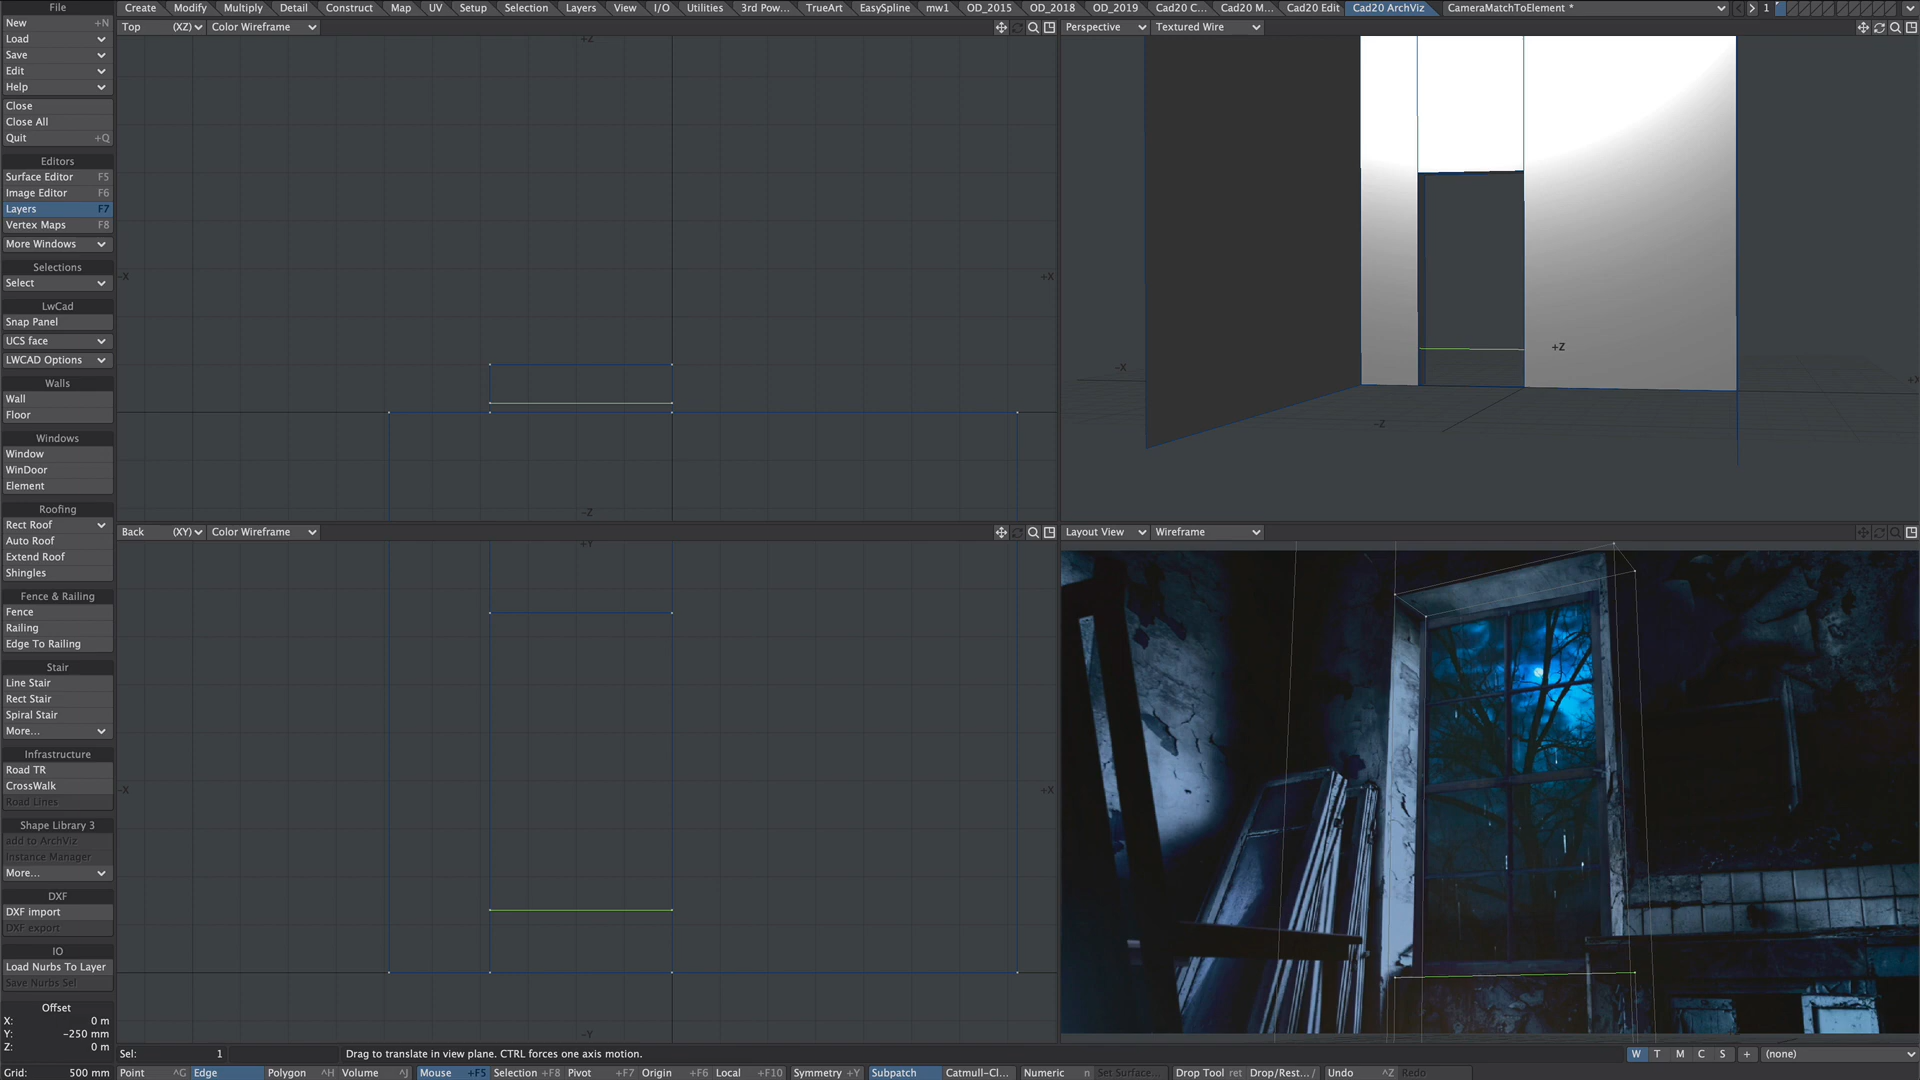 File Create Modify Multiply Detail Construct Map UV Setup Selection Layers View I/O Utilities 3rd Pow... TrueArt EasySpline mw1 OD_2015 OD_2018 OD_2019 Cad20 C... Cad20 M... Cad20 Edit Cad20 ArchViz CameraMatchToElement * 1
New +N
Load
Save
Edit
Help
Close
Close All
Quit +Q
Editors
Surface Editor F5
Image Editor F6
Layers F7
Vertex Maps F8
More Windows
Selections
Select
LwCad
Snap Panel
UCS face
LWCAD Options
Walls
Wall
Floor
Windows
Window
WinDoor
Element
Roofing
Rect Roof
Auto Roof
Extend Roof
Shingles
Fence & Railing
Fence
Railing
Edge To Railing
Stair
Line Stair
Rect Stair
Spiral Stair
More...
Infrastructure
Road TR
CrossWalk
Road Lines
Shape Library 3
add to ArchViz
Instance Manager
More...
DXF
DXF import
DXF export
IO
Load Nurbs To Layer
Save Nurbs Sel
Offset
X: 0 m
Y: -250 mm
Z: 0 m
Grid: 500 mm
Top (XZ) Color Wireframe
+Z
-X
+X
-Z
Perspective Textured Wire
+Z
-X
+X
-Z
Back (XY) Color Wireframe
+Y
-X
+X
-Y
Layout View Wireframe
Sel: 1 Drag to translate in view plane. CTRL forces one axis motion. W T M C S + (none)
Point ^G Edge Polygon ^H Volume ^J Mouse +F5 Selection +F8 Pivot +F7 Origin +F6 Local +F10 Symmetry +Y Subpatch Catmull-Cl... Numeric n Set Surface... Drop Tool ret Drop/Rest... / Undo ^Z Redo